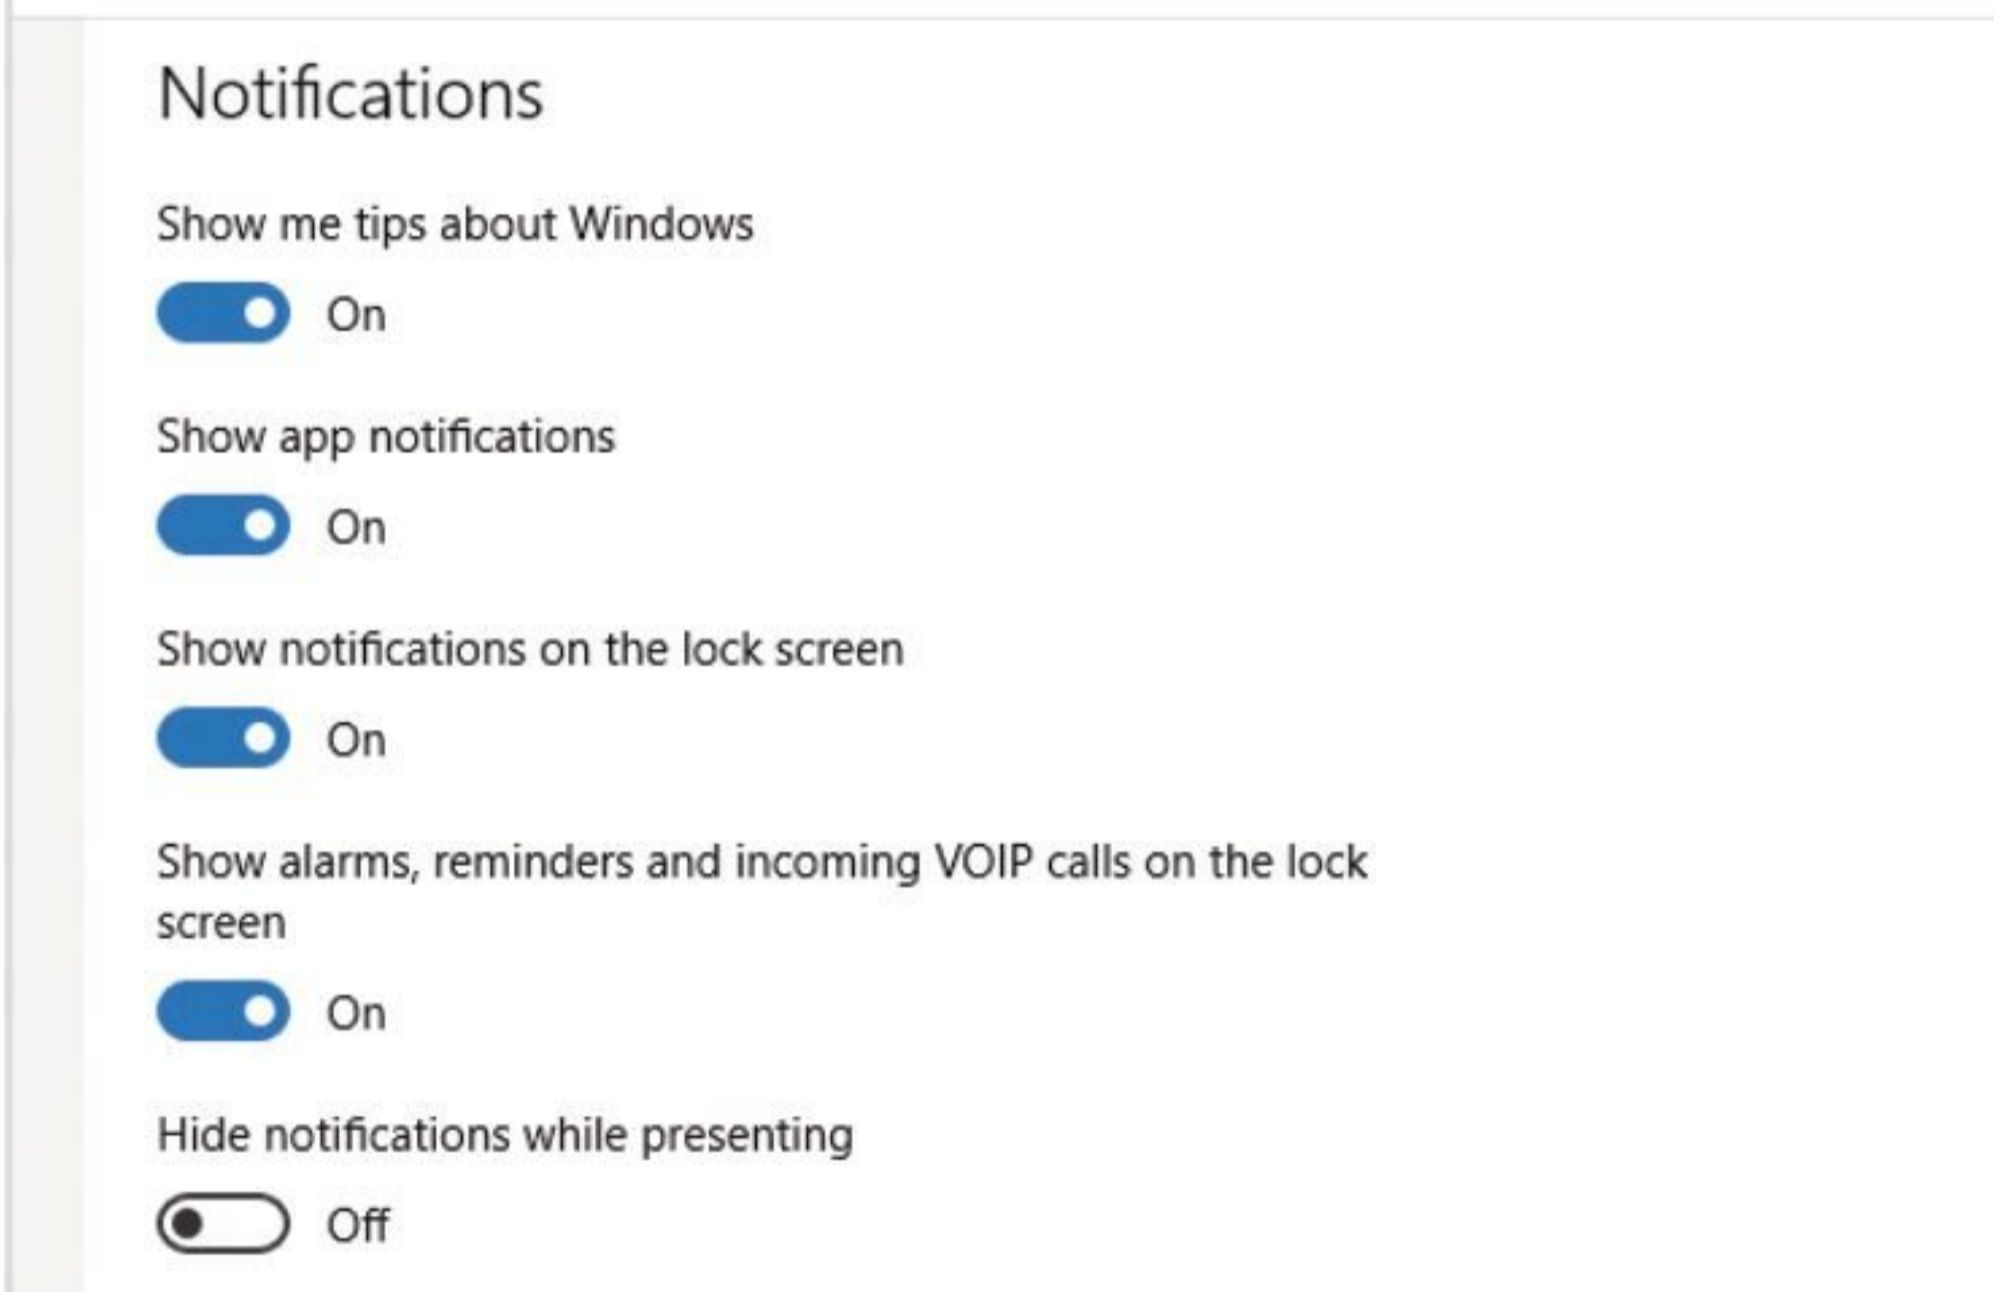 Notifications
Show me tips about Windows
On
Show app notifications
On
Show notifications on the lock screen
On
Show alarms, reminders and incoming VOIP calls on the lock
screen
On
Hide notifications while presenting
Off